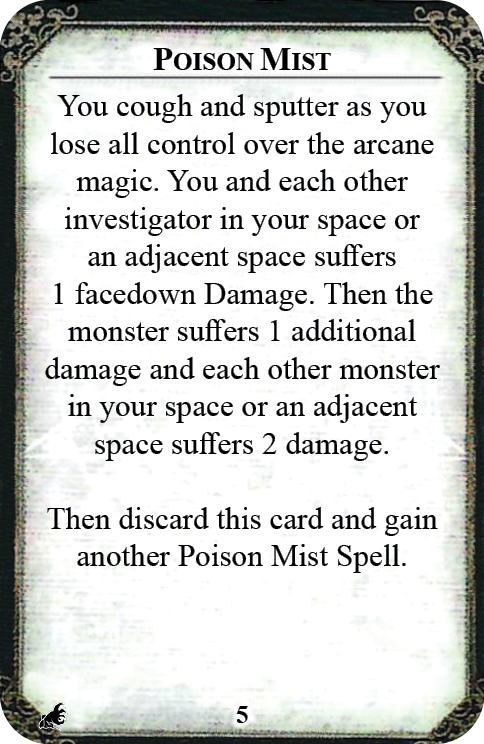 Poison Mist
You cough and sputter as you
lose all control over the arcane
magic. You and each other
investigator in your space or
an adjacent space suffers
1 facedown Damage. Then the
monster suffers 1 additional
damage and each other monster
in your space or an adjacent
space suffers 2 damage.
Then discard this card and gain
another Poison Mist Spell.
5